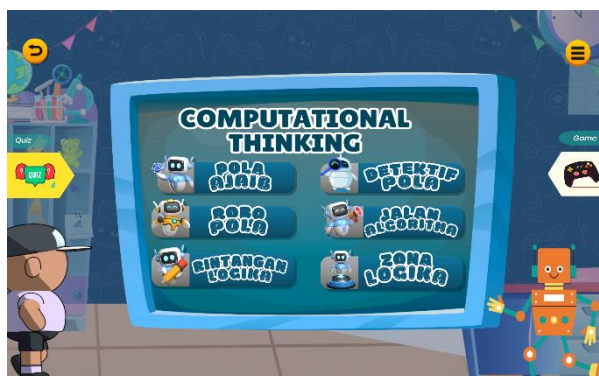 COMPUTATIONAL
THINKING
Quiz
QUIZ
Game
POLA
AJAIB
DETEKTIF
POLA
ROBO
POLA
JALAN
ALGORITMA
RINTANGAN
LOGIKA
ZONA
LOGIKA